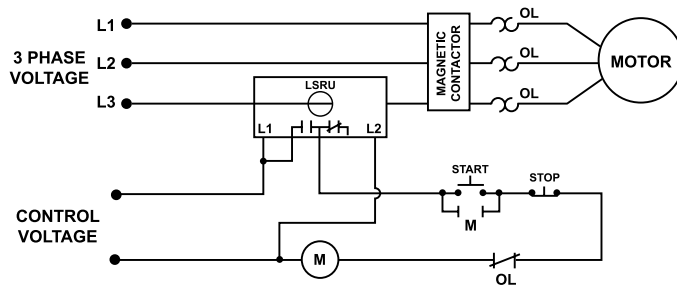 L1
OL
3 PHASE
VOLTAGE
L2
MAGNETIC
CONTACTOR
OL
MOTOR
L3
LSRU
OL
L1
L2
START
STOP
M
CONTROL
VOLTAGE
M
OL